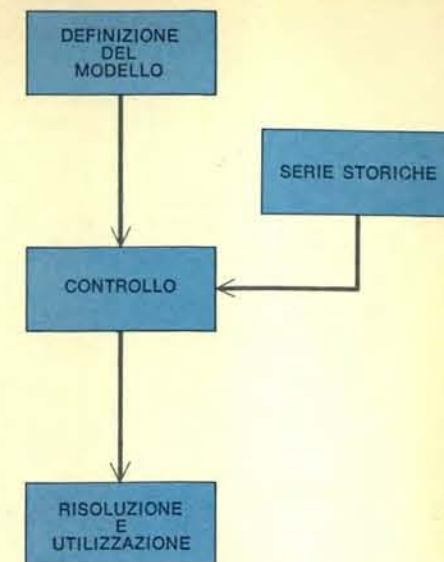 DEFINIZIONE
DEL
MODELLO
SERIE STORICHE
CONTROLLO
RISOLUZIONE
E
UTILIZZAZIONE